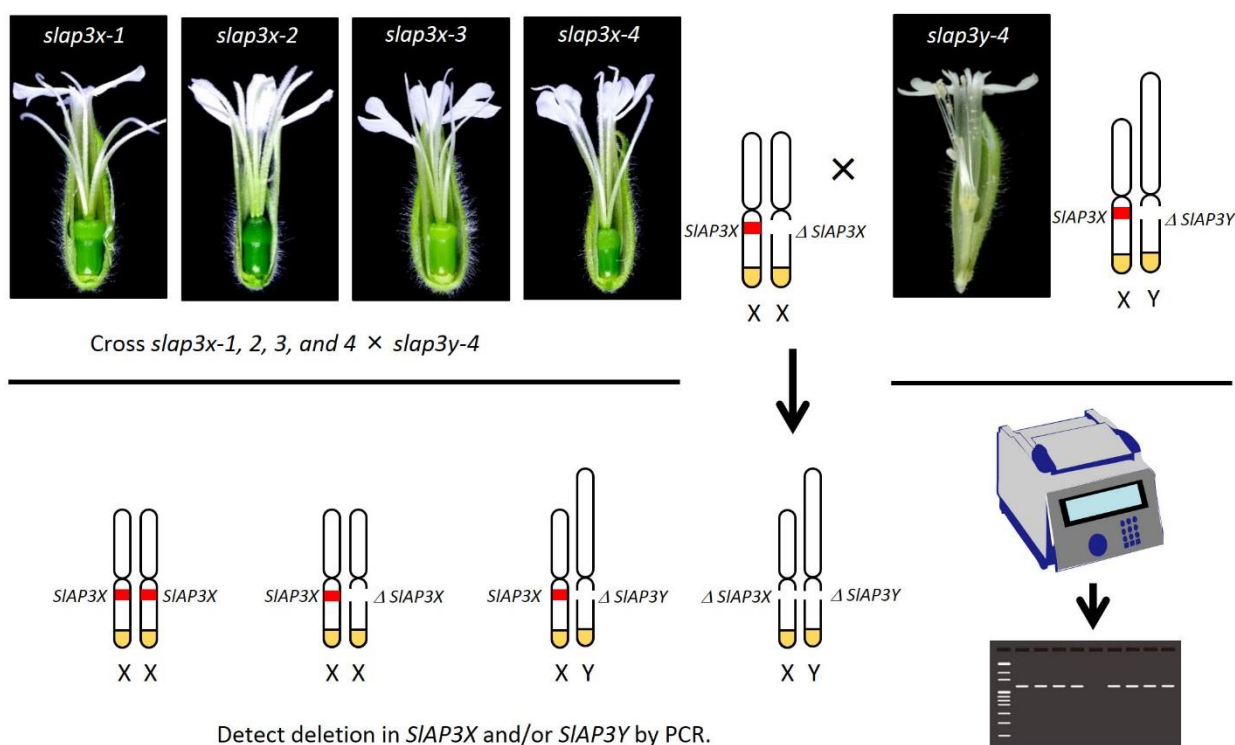 slap3x-1 slap3x-2 slap3x-3 slap3x-4 slap3y-4
SlAP3X Δ SlAP3X SlAP3X Δ SlAP3Y
X X X Y
Cross slap3x-1, 2, 3, and 4 × slap3y-4
×
SlAP3X SlAP3X SlAP3X Δ SlAP3X SlAP3X Δ SlAP3Y Δ SlAP3X Δ SlAP3Y
X X X X X Y X Y
Detect deletion in SlAP3X and/or SlAP3Y by PCR.